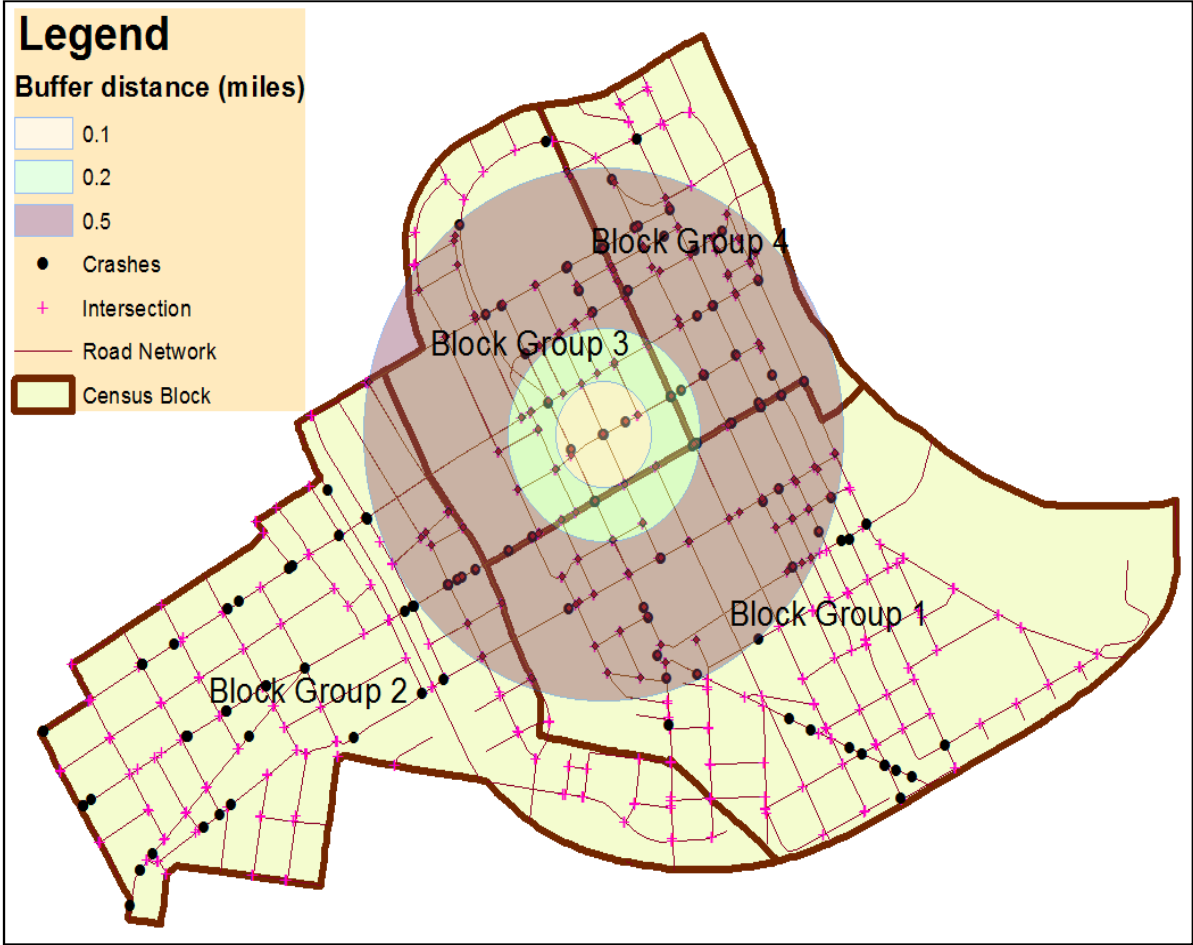 Legend
Buffer distance (miles)
0.1
0.2
0.5
Crashes
Intersection
Road Network
Census Block
Block Group 4
Block Group 3
Block Group 1
Block Group 2